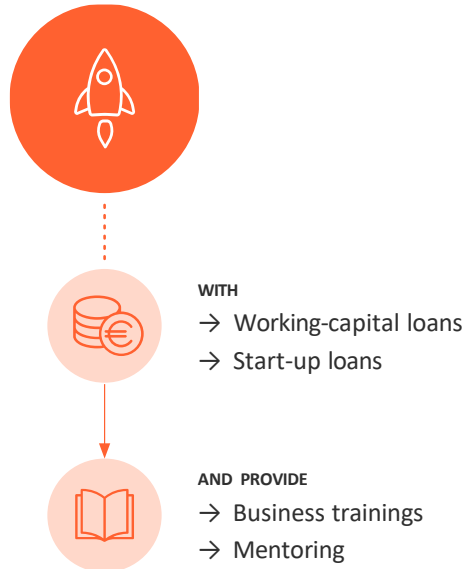 WITH
→ Working-capital loans
→ Start-up loans
AND PROVIDE
→ Business trainings
→ Mentoring